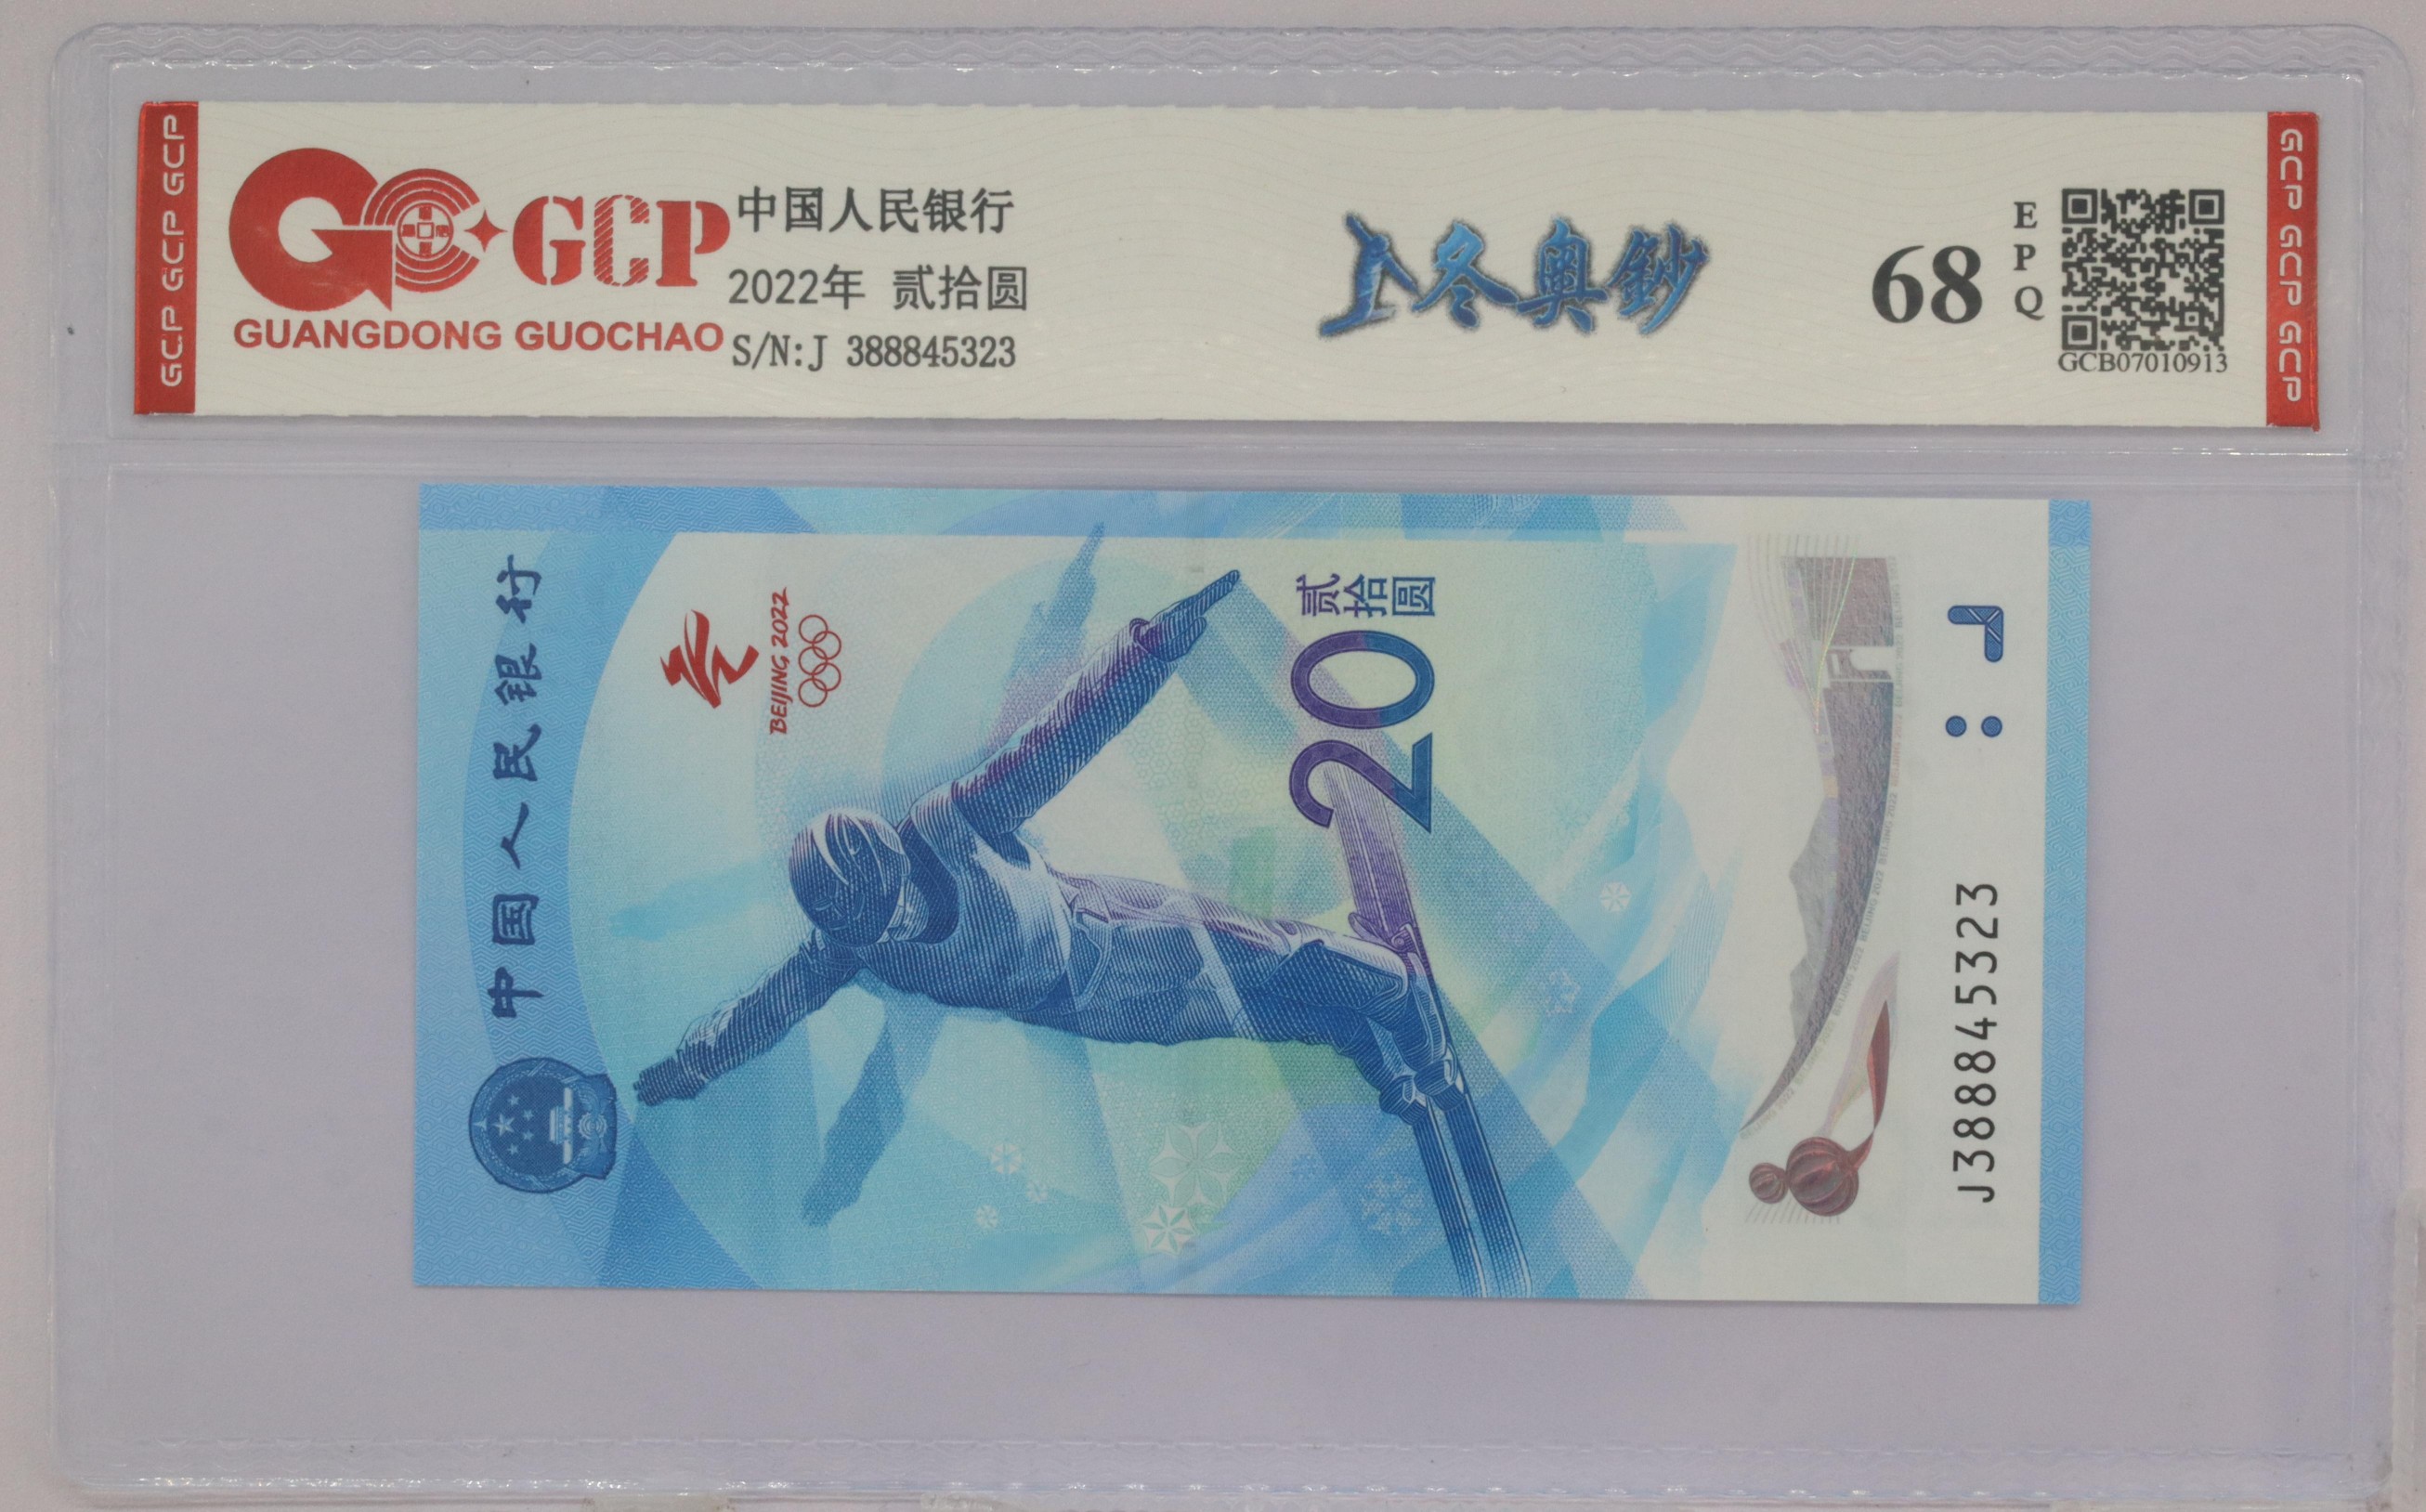 GCP GCP GCP
GCP
GUANGDONG GUOCHAO
中国人民银行
2022年 贰拾圆
S/N:J 388845323
冬奥鈔
68
EPQ
GCB07010913
GCP GCP GCP
中国人民银行
BEIJING 2022
贰拾圆
20
J388845323